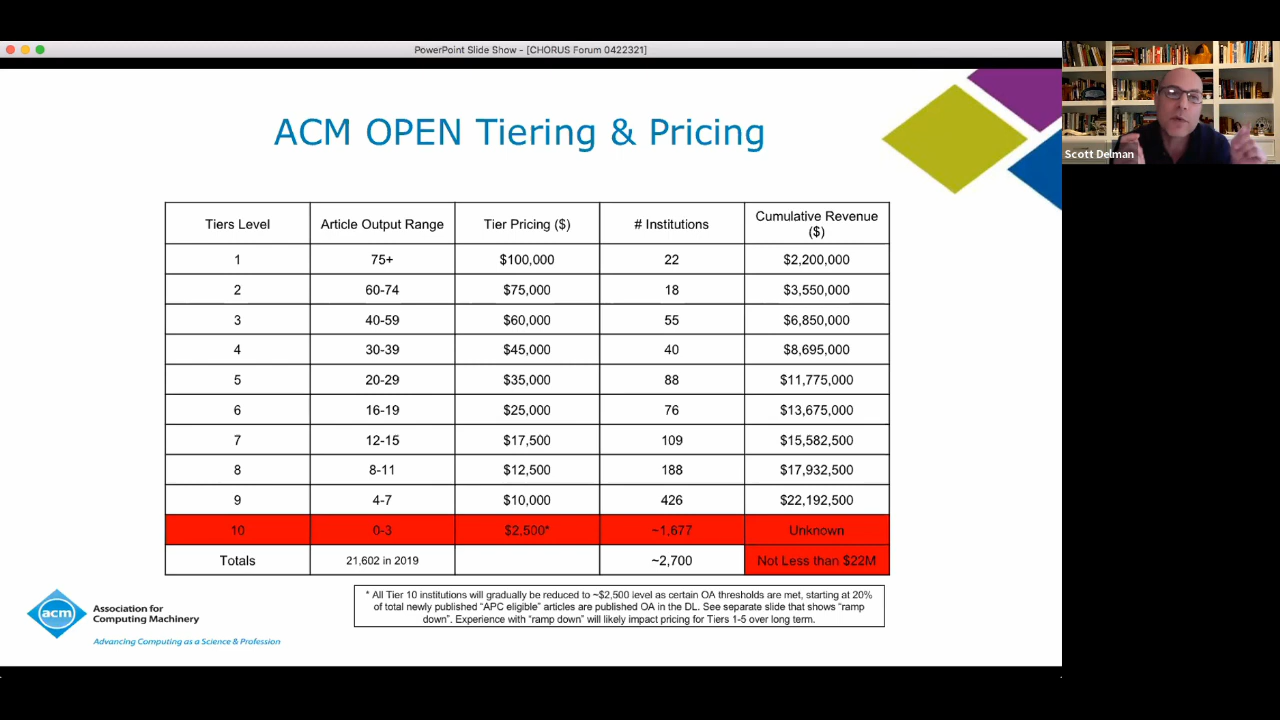 PowerPoint Slide Show - [CHORUS Forum 0422321]
Scott Delman
ACM OPEN Tiering & Pricing
Tiers Level Article Output Range Tier Pricing ($) # Institutions Cumulative Revenue ($)
1 75+ $100,000 22 $2,200,000
2 60-74 $75,000 18 $3,550,000
3 40-59 $60,000 55 $6,850,000
4 30-39 $45,000 40 $8,695,000
5 20-29 $35,000 88 $11,775,000
6 16-19 $25,000 76 $13,675,000
7 12-15 $17,500 109 $15,582,500
8 8-11 $12,500 188 $17,932,500
9 4-7 $10,000 426 $22,192,500
10 0-3 $2,500* ~1,677 Unknown
Totals 21,602 in 2019 ~2,700 Not Less than $22M
* All Tier 10 institutions will gradually be reduced to ~$2,500 level as certain OA thresholds are met, starting at 20%
of total newly published “APC eligible” articles are published OA in the DL. See separate slide that shows “ramp
down”. Experience with “ramp down” will likely impact pricing for Tiers 1-5 over long term.
acm
Association for
Computing Machinery
Advancing Computing as a Science & Profession